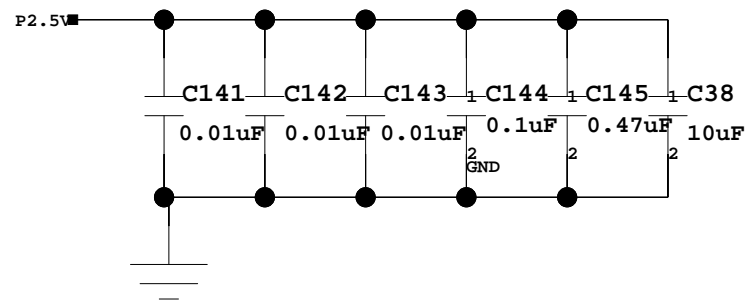 P2.5V
C141 C142 C143 1 C144 1 C145 1 C38
0.01uF 0.01uF 0.01uF 0.1uF 0.47uF 10uF
2 2 2
GND